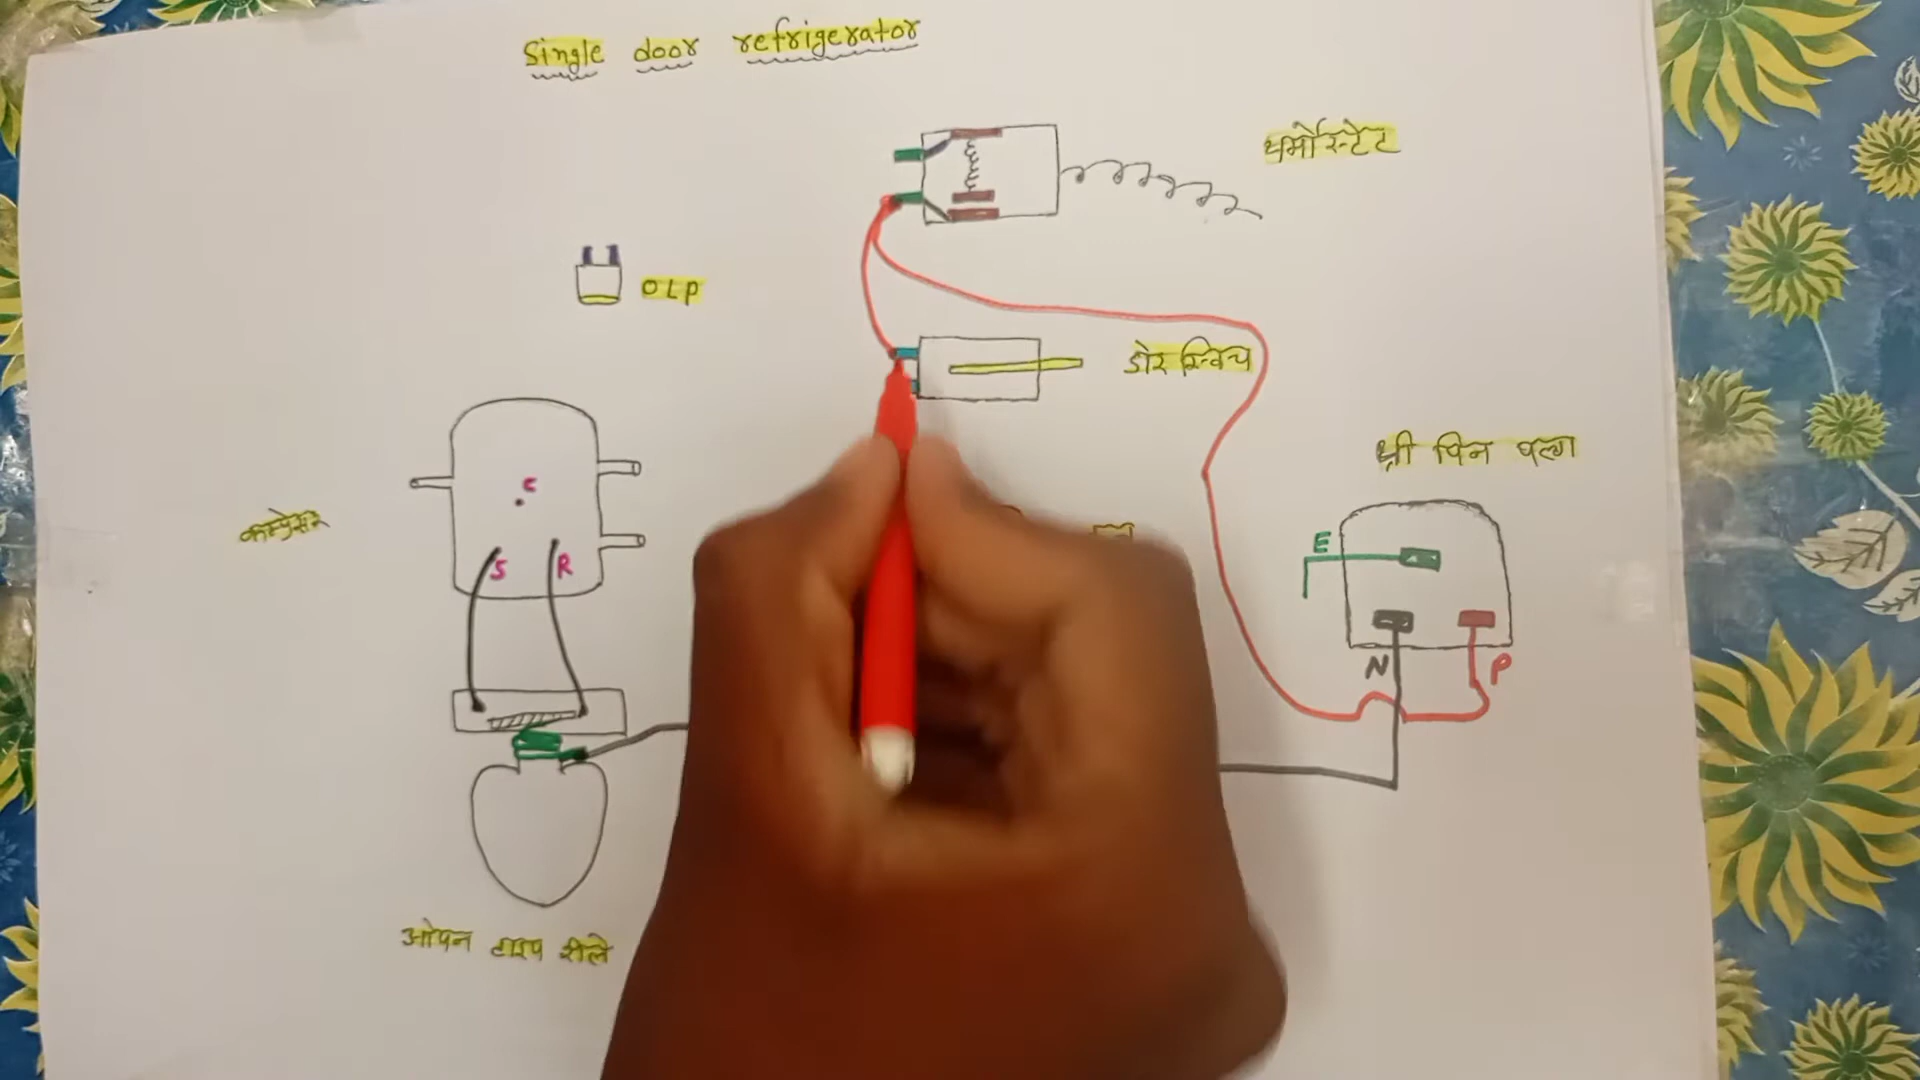 Single door refrigerator
थर्मोस्टेट
OLP
डोर स्विच
थ्री पिन प्लग
C
S R
कम्प्रेसर
E
N
P
ओपन टाइप रीले